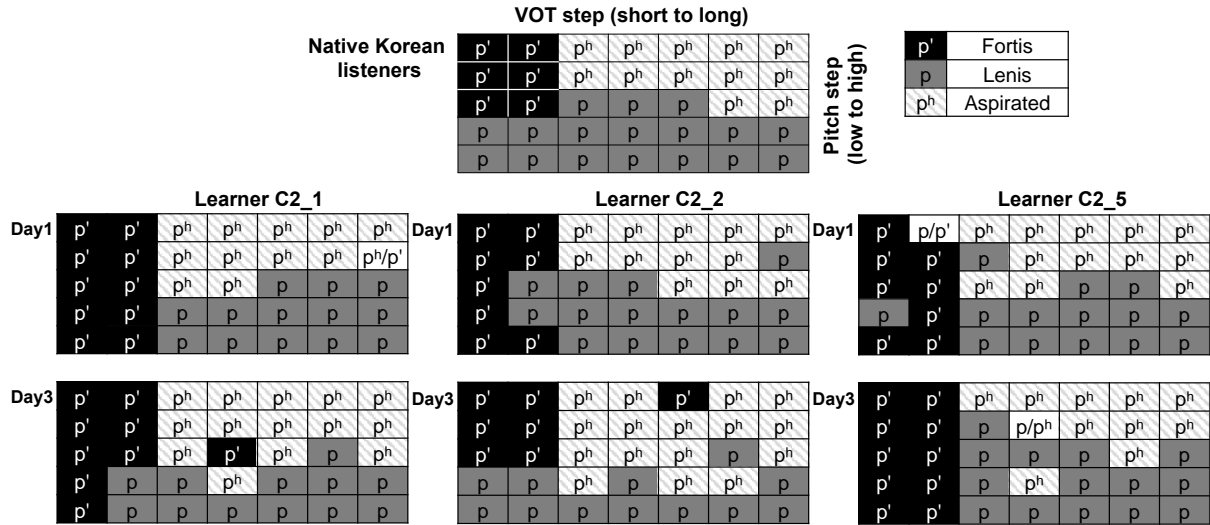 VOT step (short to long)
Native Korean listeners
p' p' pʰ pʰ pʰ pʰ pʰ
p' p' pʰ pʰ pʰ pʰ pʰ
p' p' p p p pʰ pʰ
p p p p p p p
p p p p p p p
Pitch step (low to high)
p' Fortis
p Lenis
pʰ Aspirated
Learner C2_1
Day1
p' p' pʰ pʰ pʰ pʰ pʰ
p' p' pʰ pʰ pʰ pʰ pʰ/p'
p' p' pʰ pʰ p p p
p' p' p p p p p
p' p' p p p p p
Learner C2_2
Day1
p' p' pʰ pʰ pʰ pʰ pʰ
p' p' pʰ pʰ pʰ pʰ p
p' p p p pʰ pʰ pʰ
p' p p p p p p
p' p' p p p p p
Learner C2_5
Day1
p' p/p' pʰ pʰ pʰ pʰ pʰ
p' p' p pʰ pʰ pʰ pʰ
p' p' pʰ pʰ p p pʰ
p p' p p p p p
p' p' p p p p p
Day3
p' p' pʰ pʰ pʰ pʰ pʰ
p' p' pʰ pʰ pʰ pʰ pʰ
p' p' pʰ p' pʰ p pʰ
p' p p pʰ p p p
p' p p p p p p
Day3
p' p' pʰ pʰ p' pʰ pʰ
p' p' pʰ pʰ pʰ pʰ pʰ
p' p' pʰ pʰ pʰ p pʰ
p p pʰ p pʰ pʰ p
p p p p p p p
Day3
p' p' pʰ pʰ pʰ pʰ pʰ
p' p' p p/pʰ pʰ pʰ pʰ
p' p' p p p pʰ p
p' p' p pʰ p p p
p' p' p p p p p